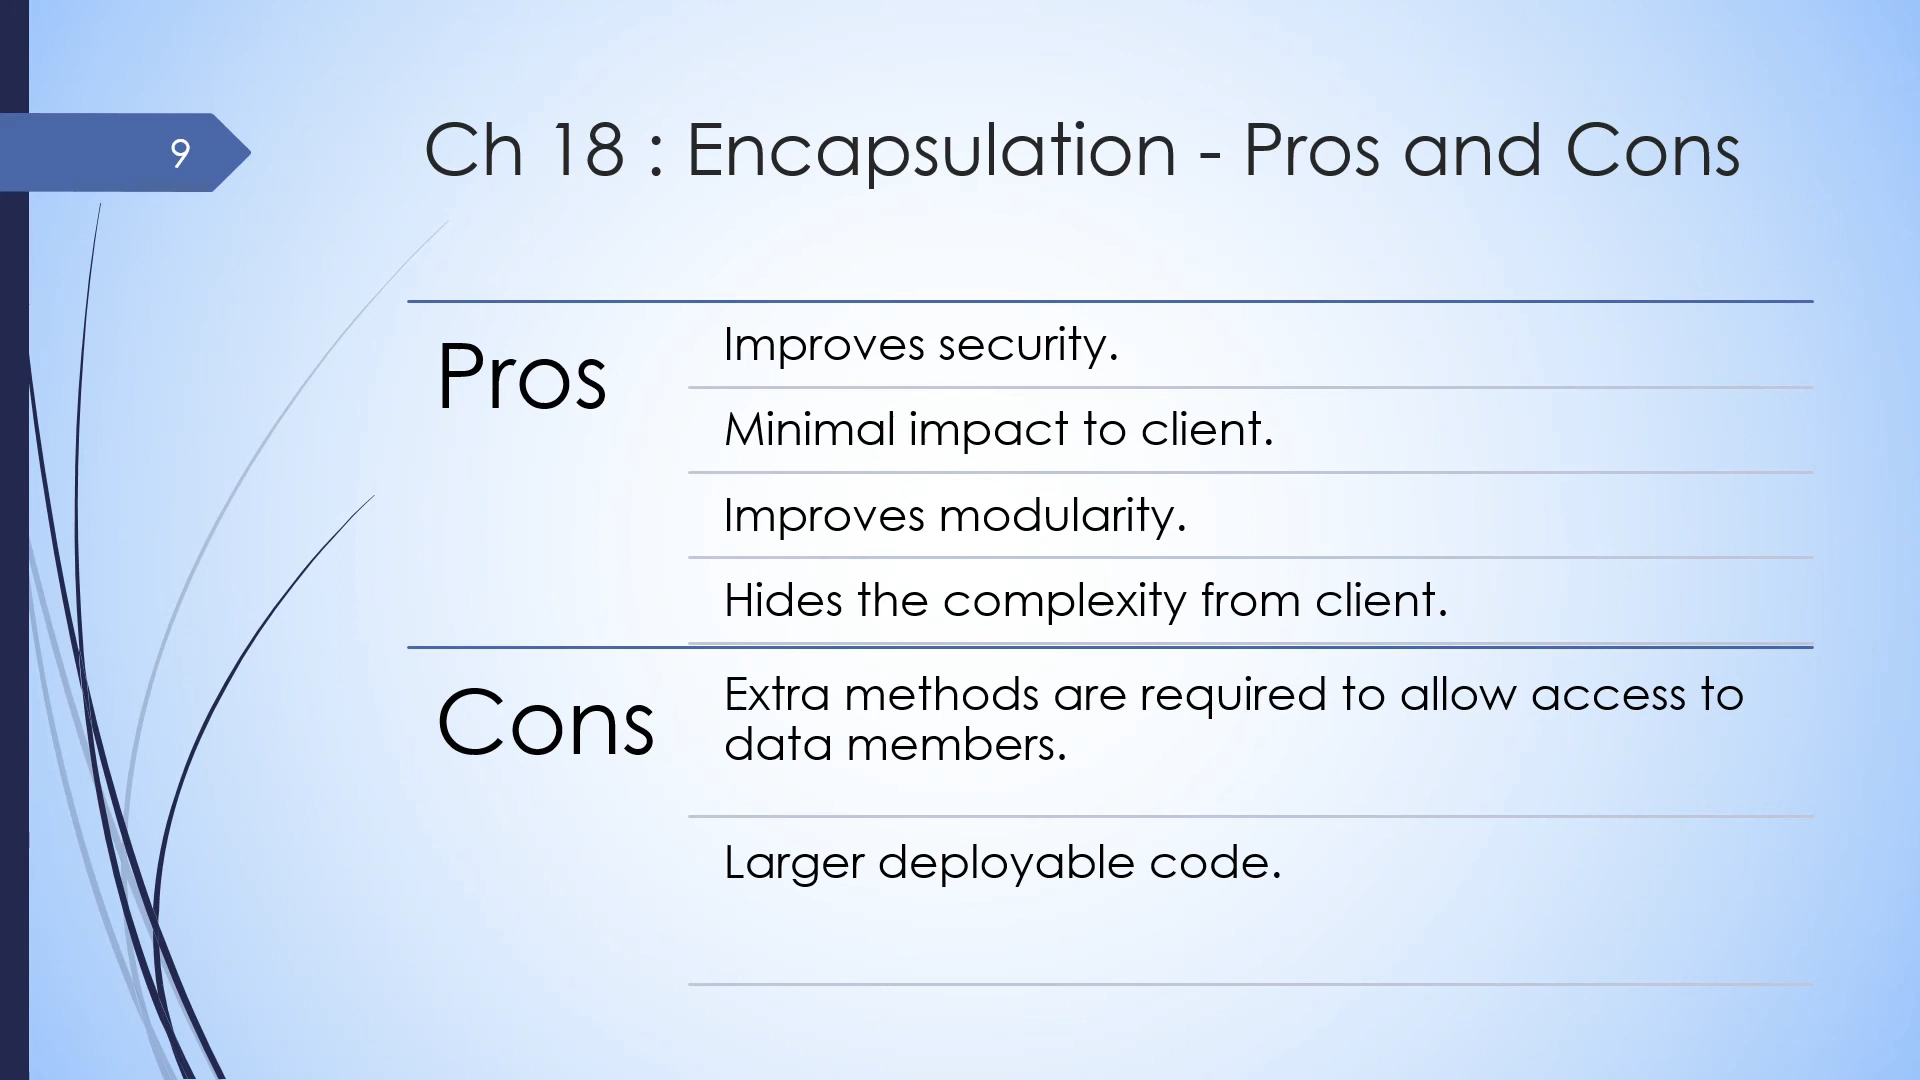 9
Ch 18 : Encapsulation - Pros and Cons
Pros
Improves security.
Minimal impact to client.
Improves modularity.
Hides the complexity from client.
Cons
Extra methods are required to allow access to
data members.
Larger deployable code.